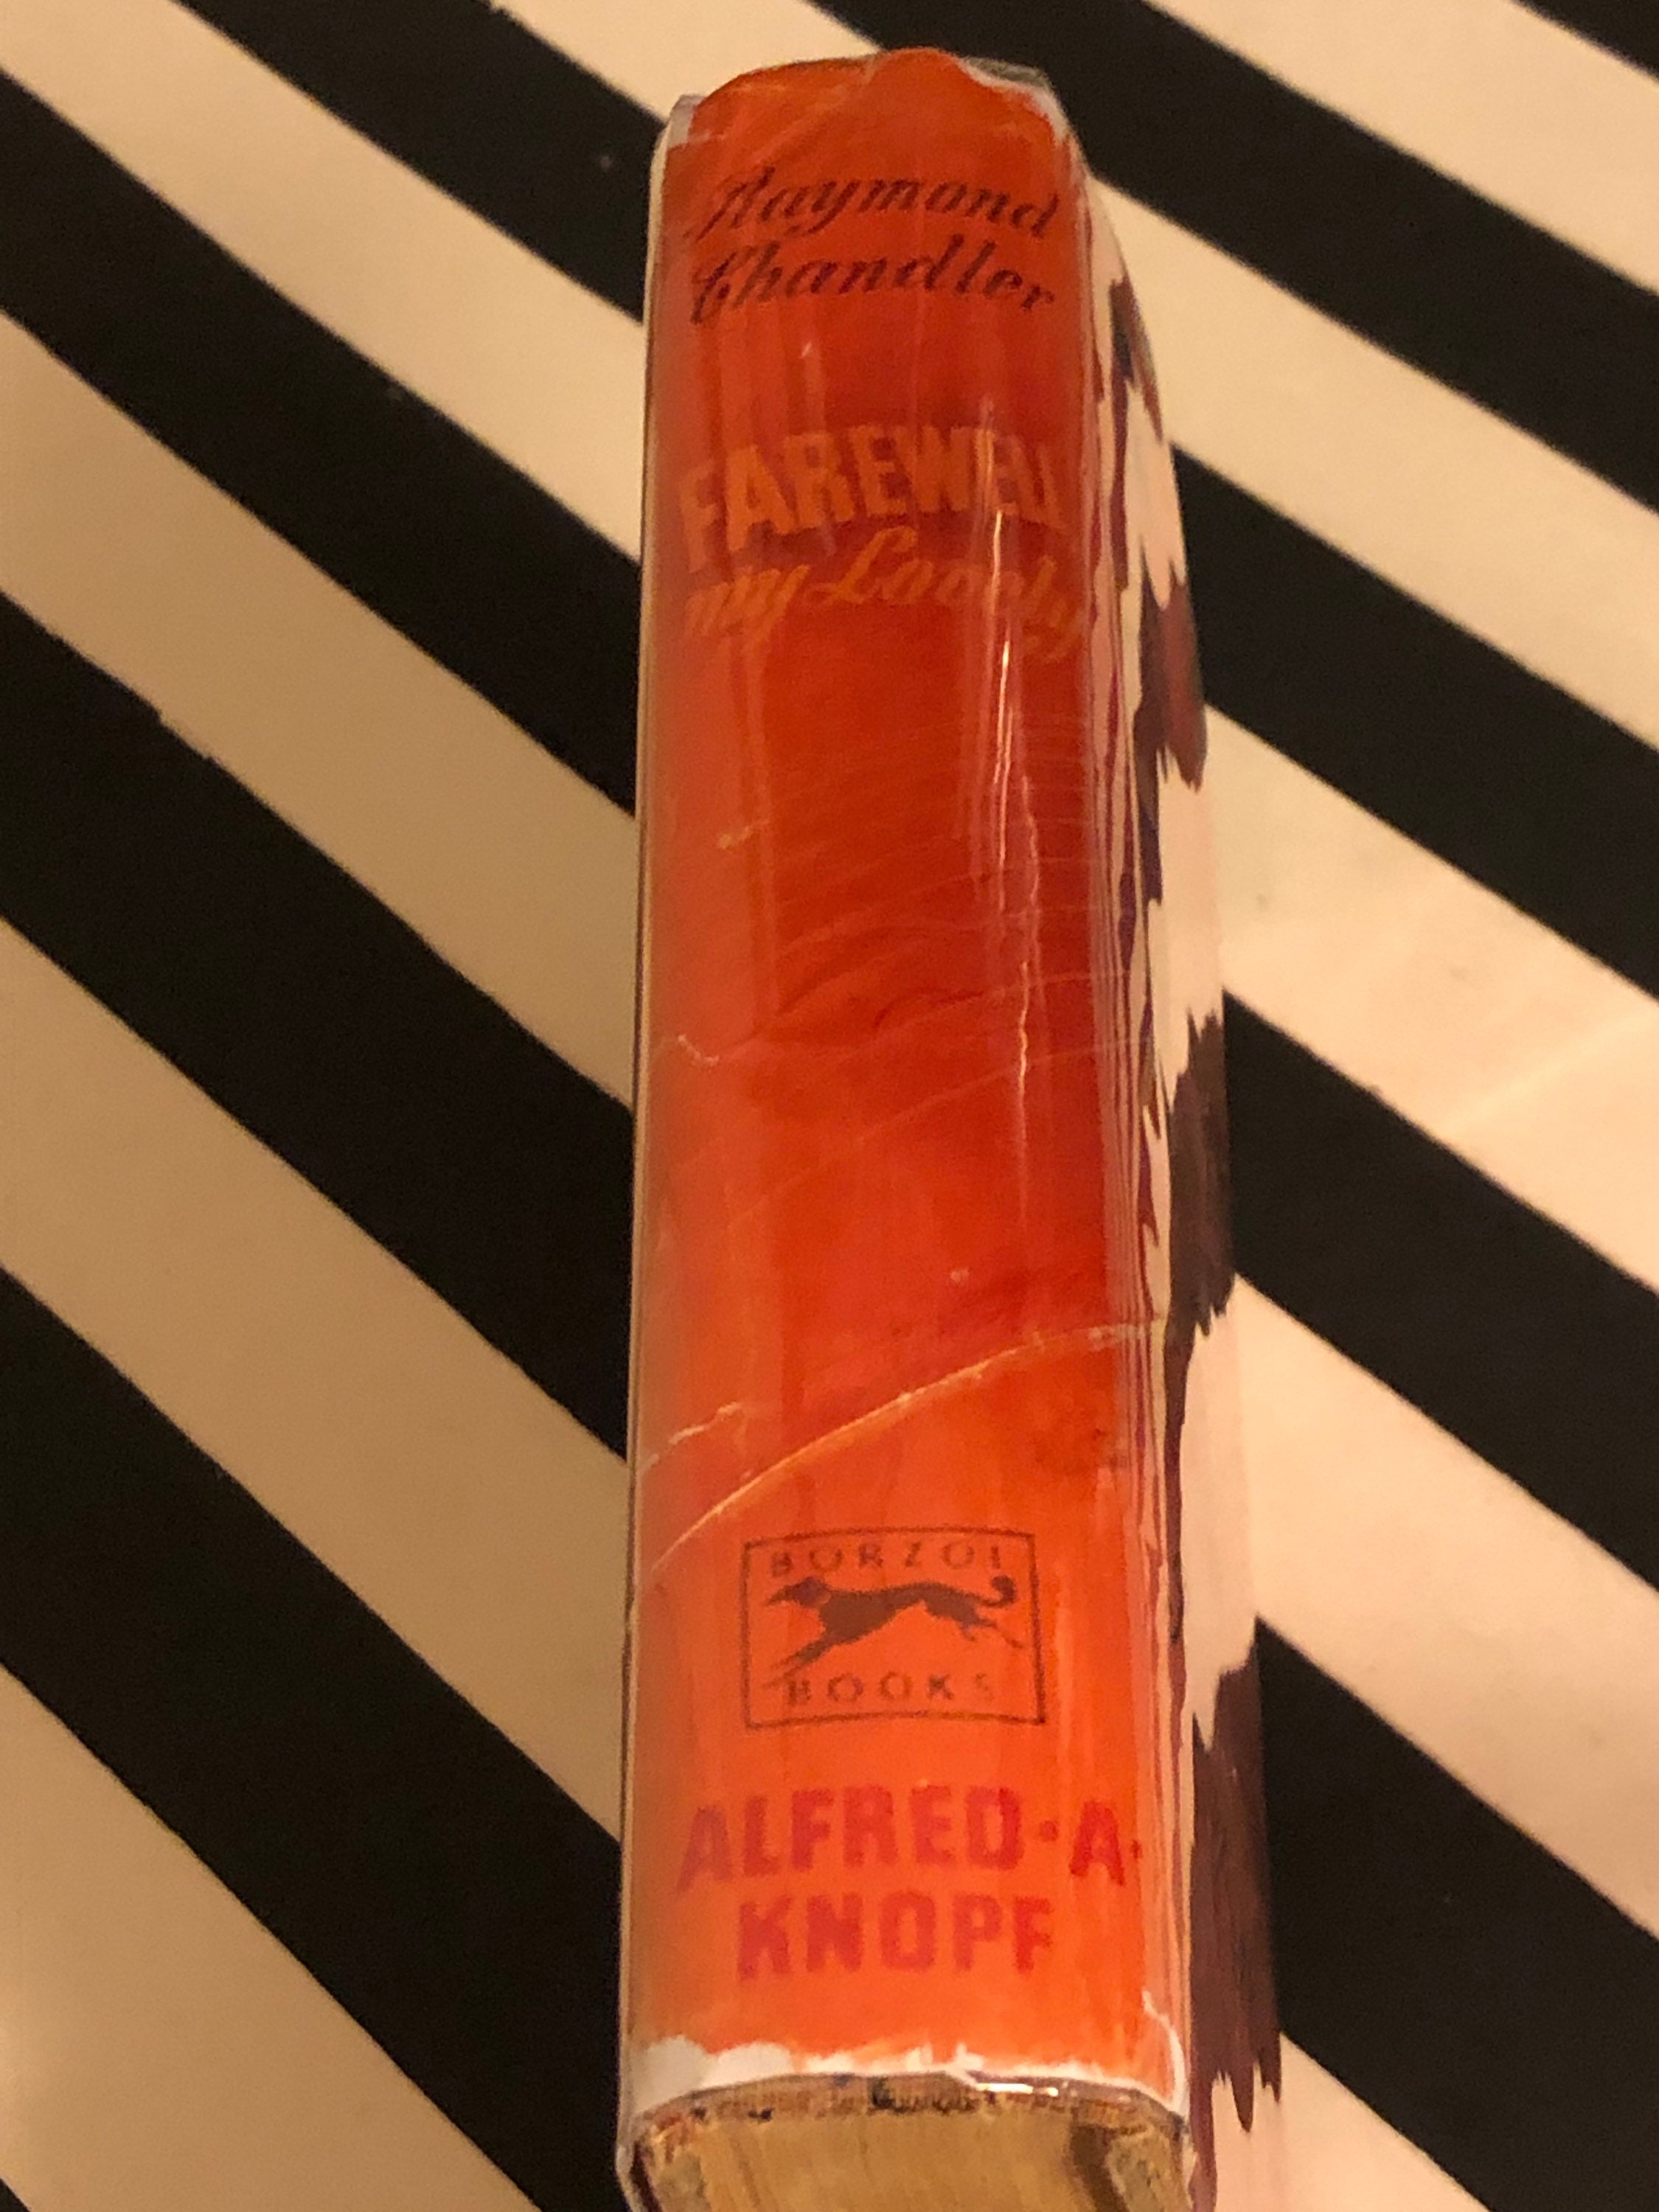 Raymond
Chandler
FAREWELL
my Lovely
BORZOI
BOOKS
ALFRED·A·
KNOPF